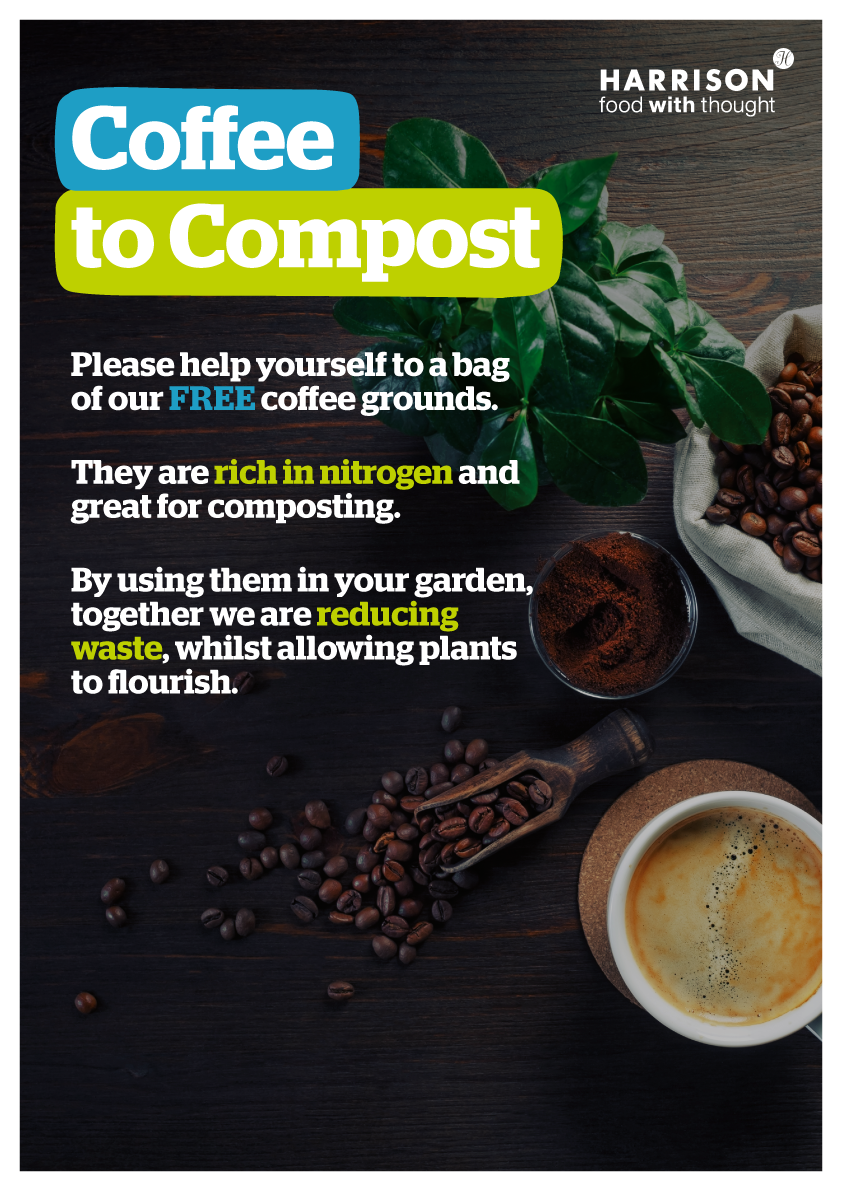 H
HARRISON
food with thought
Coffee
to Compost
Please help yourself to a bag
of our FREE coffee grounds.
They are rich in nitrogen and
great for composting.
By using them in your garden,
together we are reducing
waste, whilst allowing plants
to flourish.